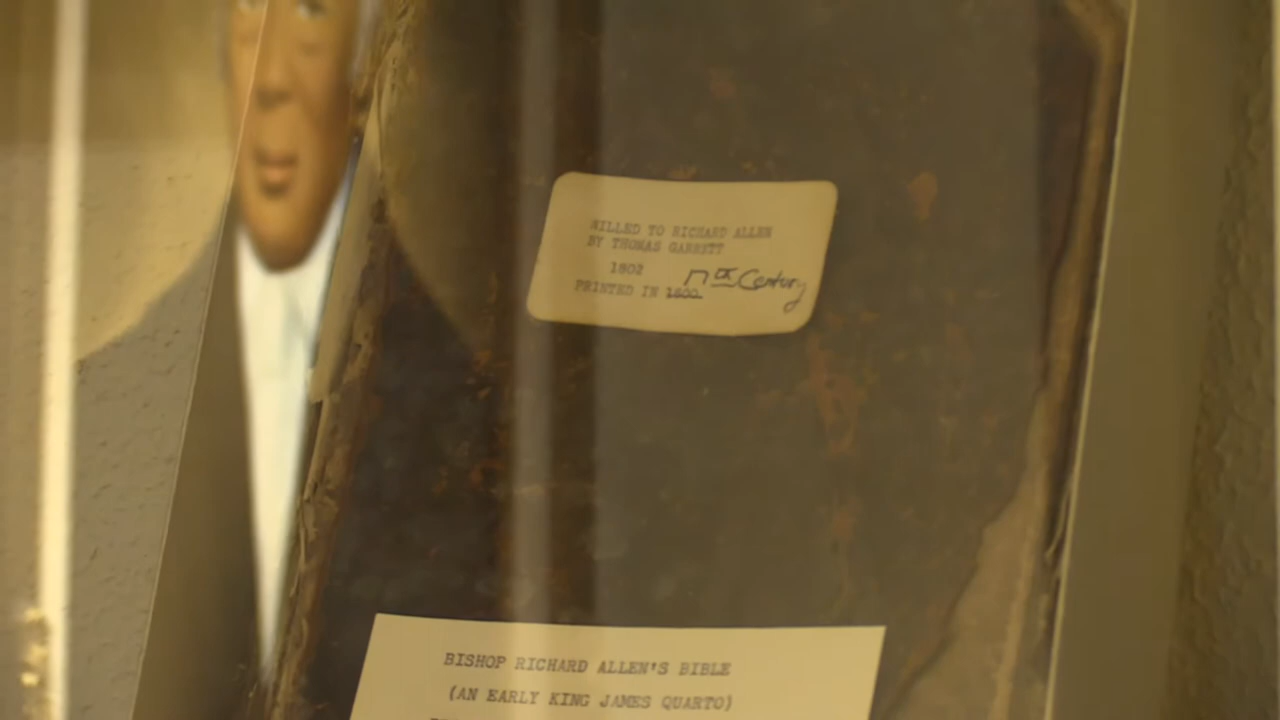 WILLED TO RICHARD ALLEN
BY THOMAS GARRETT
1802
PRINTED IN 1600 17th Century
BISHOP RICHARD ALLEN'S BIBLE
(AN EARLY KING JAMES QUARTO)